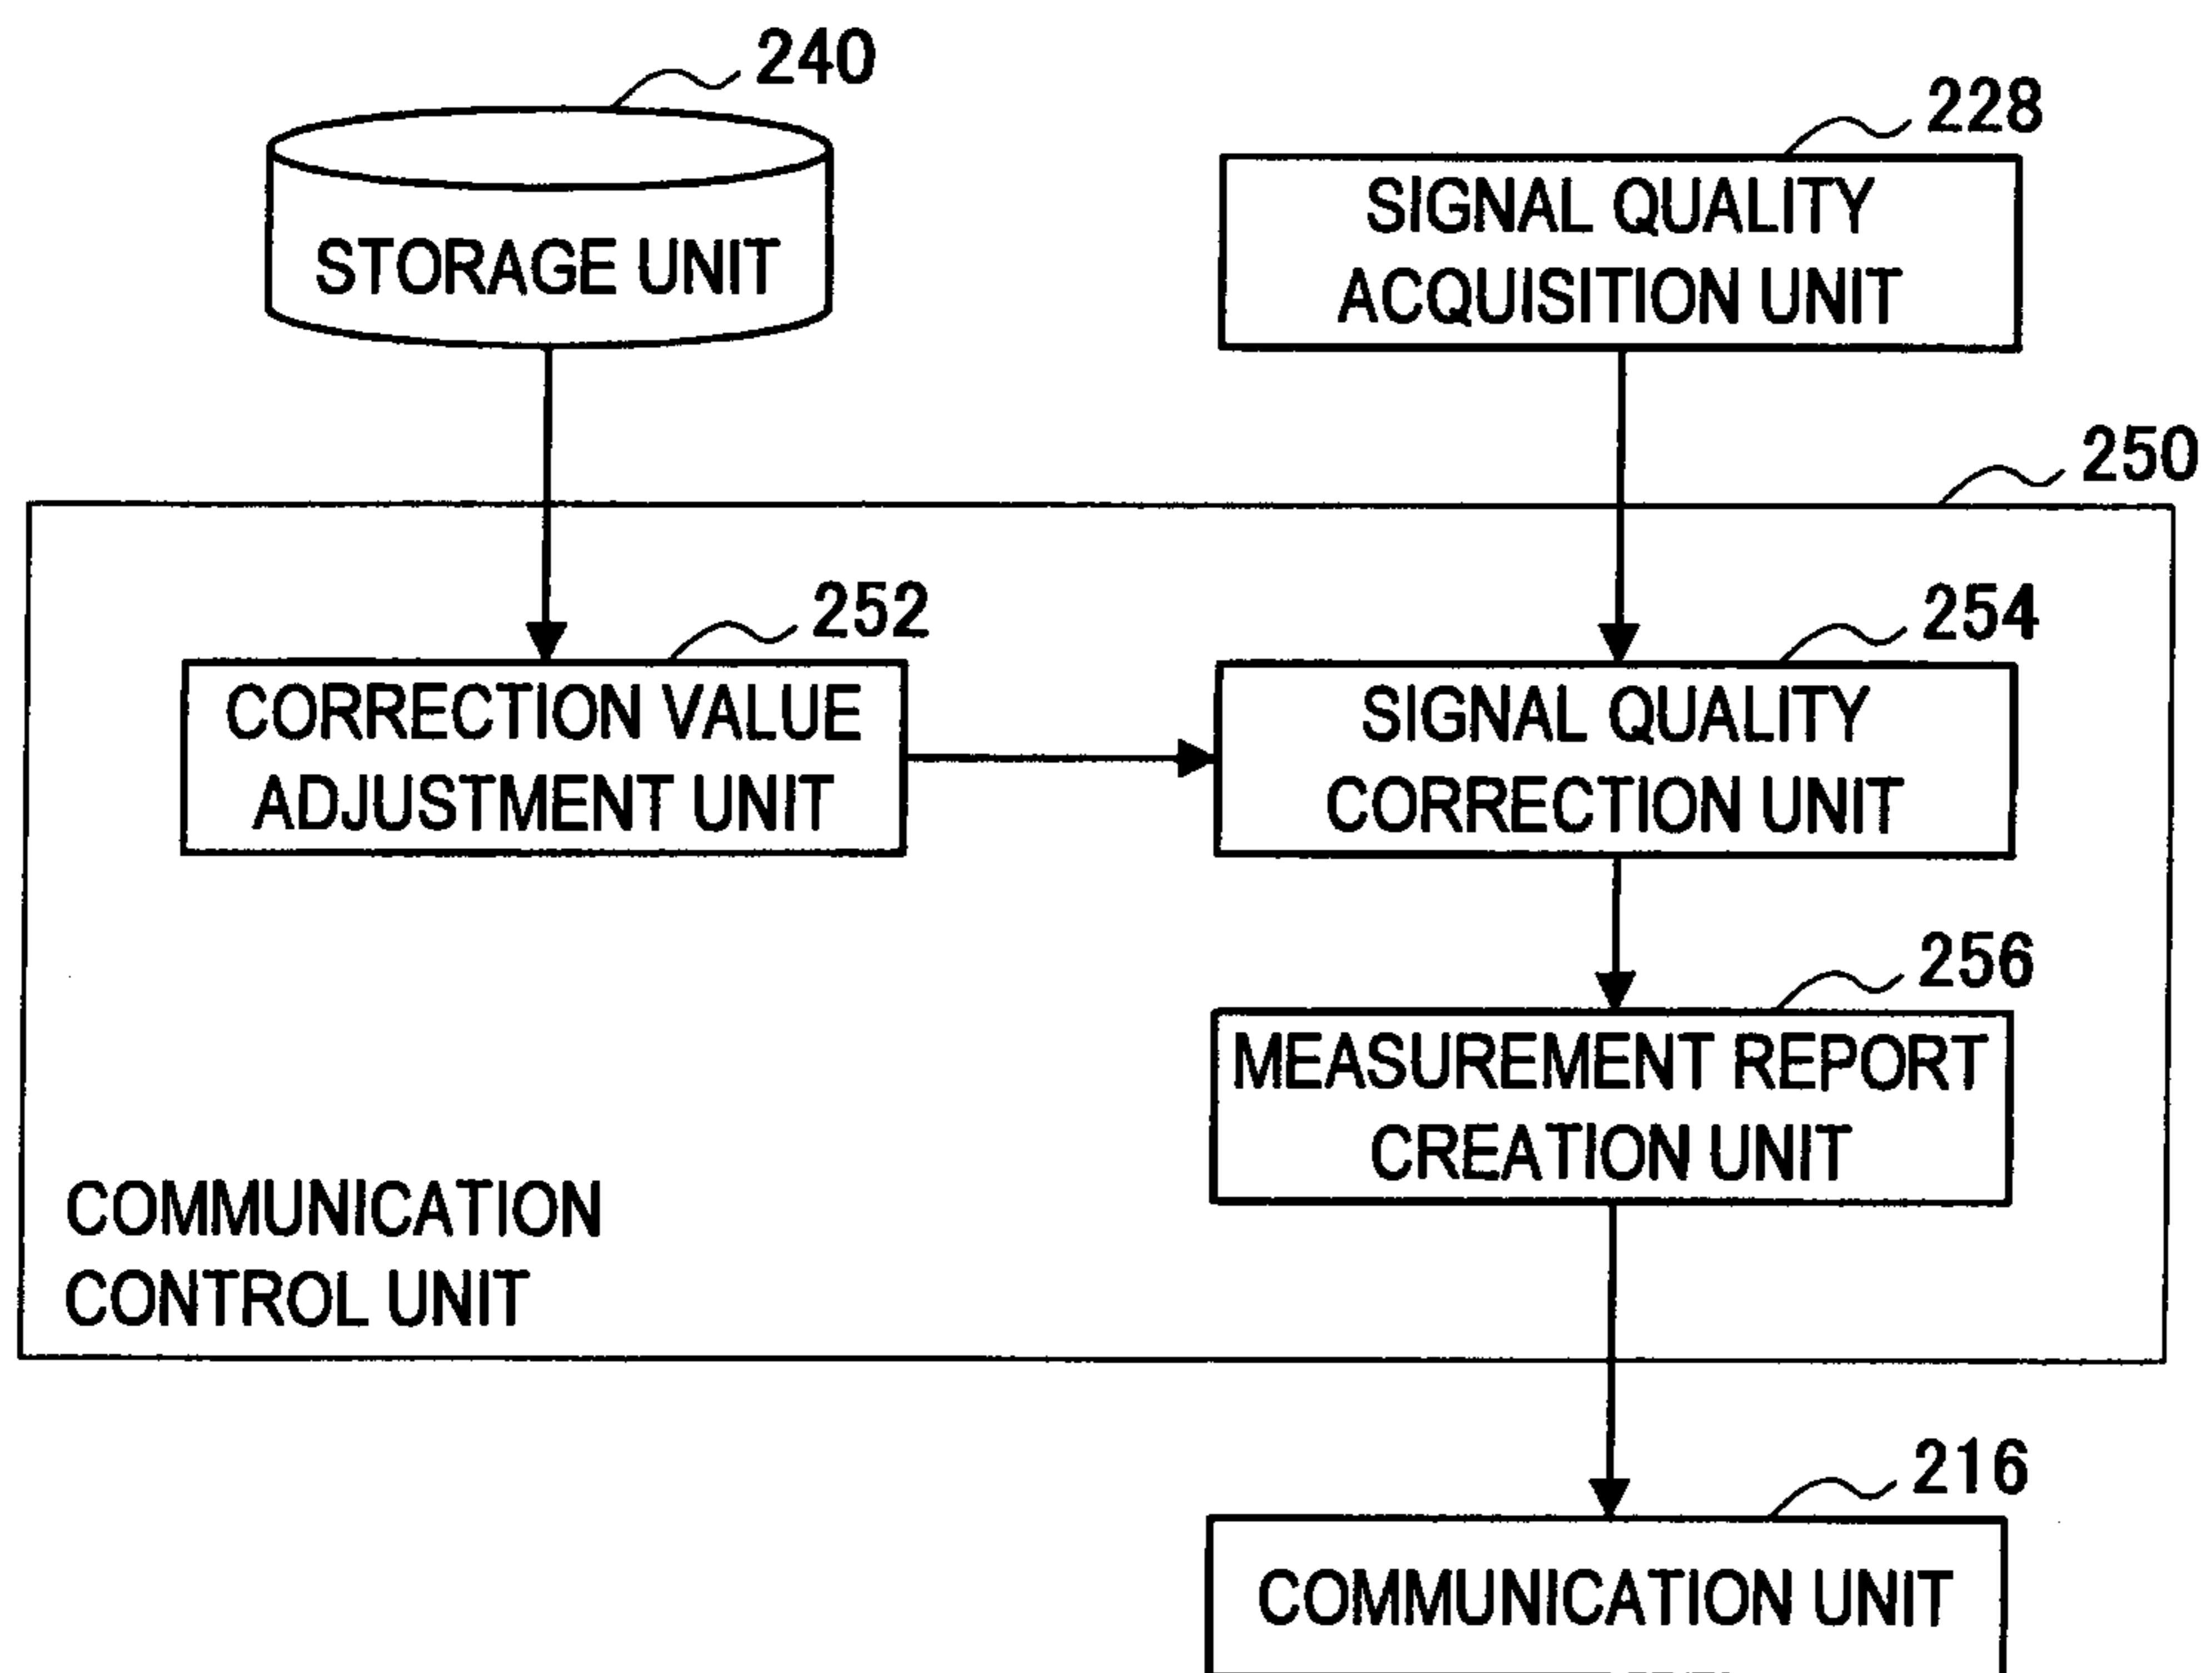 240
STORAGE UNIT
228
SIGNAL QUALITY
ACQUISITION UNIT
250
252
CORRECTION VALUE
ADJUSTMENT UNIT
254
SIGNAL QUALITY
CORRECTION UNIT
256
MEASUREMENT REPORT
CREATION UNIT
COMMUNICATION
CONTROL UNIT
216
COMMUNICATION UNIT